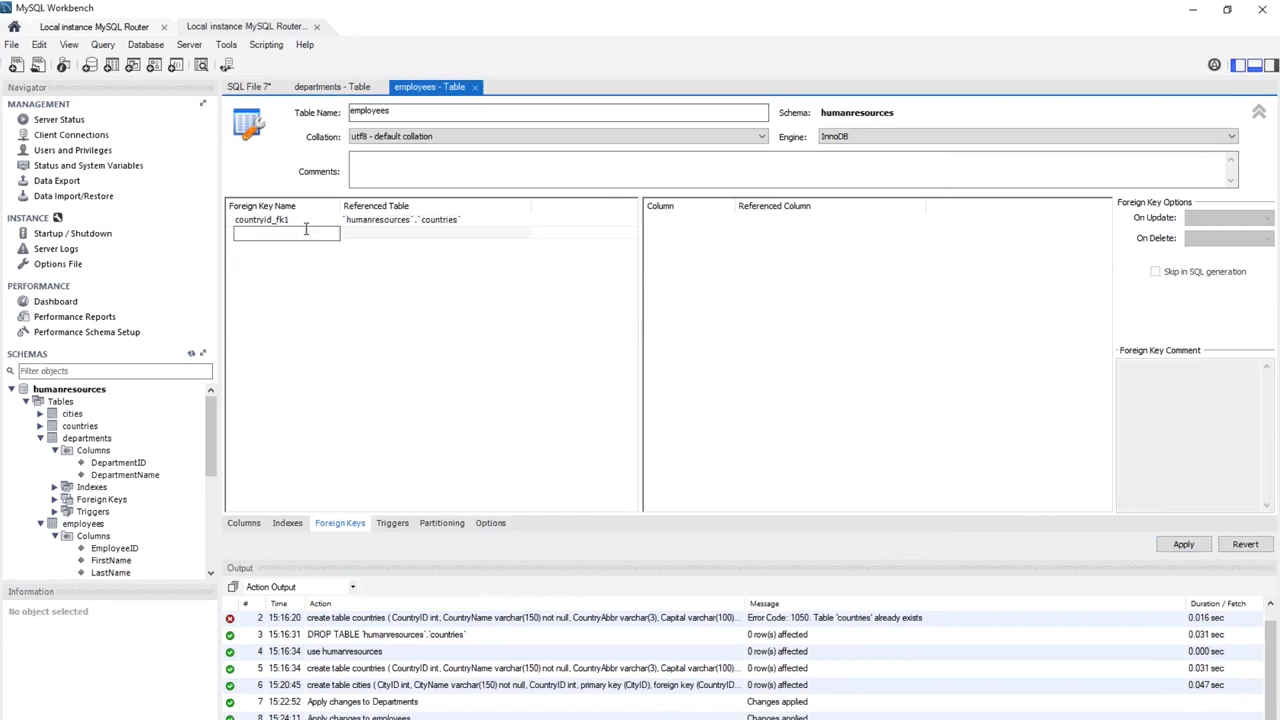 MySQL Workbench
Local instance MySQL Router
Local instance MySQL Router...
File Edit View Query Database Server Tools Scripting Help
Navigator
MANAGEMENT
Server Status
Client Connections
Users and Privileges
Status and System Variables
Data Export
Data Import/Restore
INSTANCE
Startup / Shutdown
Server Logs
Options File
PERFORMANCE
Dashboard
Performance Reports
Performance Schema Setup
SCHEMAS
Filter objects
humanresources
Tables
cities
countries
departments
Columns
DepartmentID
DepartmentName
Indexes
Foreign Keys
Triggers
employees
Columns
EmployeeID
FirstName
LastName
Information
No object selected
SQL File 7* departments - Table employees - Table
Table Name: employees Schema: humanresources
Collation: utf8 - default collation Engine: InnoDB
Comments:
Foreign Key Name Referenced Table
countryid_fk1 `humanresources`.`countries`
Column Referenced Column
Foreign Key Options
On Update:
On Delete:
Skip in SQL generation
Foreign Key Comment
Columns Indexes Foreign Keys Triggers Partitioning Options
Apply Revert
Output
Action Output
# Time Action Message Duration / Fetch
2 15:16:20 create table countries ( CountryID int, CountryName varchar(150) not null, CountryAbbr varchar(3), Capital varchar(100)... Error Code: 1050. Table 'countries' already exists 0.016 sec
3 15:16:31 DROP TABLE `humanresources`.`countries` 0 row(s) affected 0.031 sec
4 15:16:34 use humanresources 0 row(s) affected 0.000 sec
5 15:16:34 create table countries ( CountryID int, CountryName varchar(150) not null, CountryAbbr varchar(3), Capital varchar(100)... 0 row(s) affected 0.031 sec
6 15:20:45 create table cities ( CityID int, CityName varchar(150) not null, CountryID int, primary key (CityID), foreign key (CountryID... 0 row(s) affected 0.047 sec
7 15:22:52 Apply changes to Departments Changes applied
8 15:24:11 Apply changes to employees Changes applied